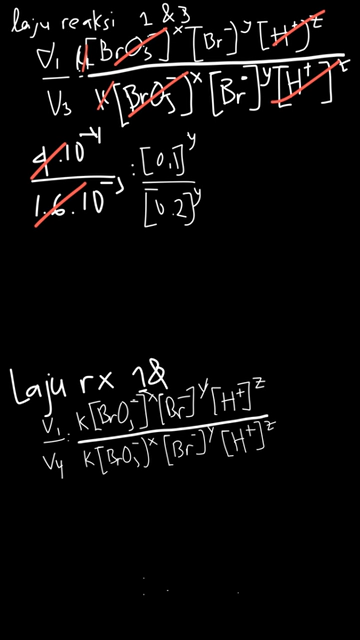 laju reaksi 1 &3
V₁ K[BrO₃⁻]ˣ[Br⁻]ʸ[H⁺]ᶻ
V₃ K[BrO₃⁻]ˣ[Br⁻]ʸ[H⁺]ᶻ
4.10⁻⁴ : [0,1]ʸ
1.6.10⁻³ [0.2]ʸ
Laju rx 1&
V₁ : K[BrO₃⁻]ˣ[Br⁻]ʸ[H⁺]ᶻ
V₄ K[BrO₃⁻)ˣ[Br⁻]ʸ[H⁺]ᶻ